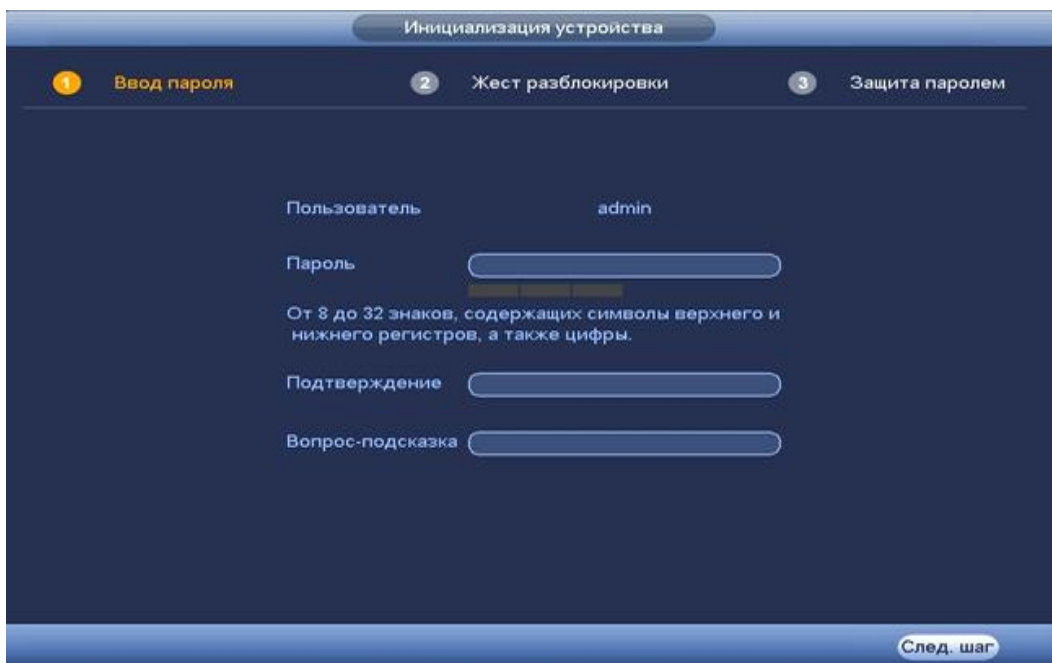 Инициализация устройства
1 Ввод пароля 2 Жест разблокировки 3 Защита паролем
Пользователь admin
Пароль
От 8 до 32 знаков, содержащих символы верхнего и
нижнего регистров, а также цифры.
Подтверждение
Вопрос-подсказка
След. шаг